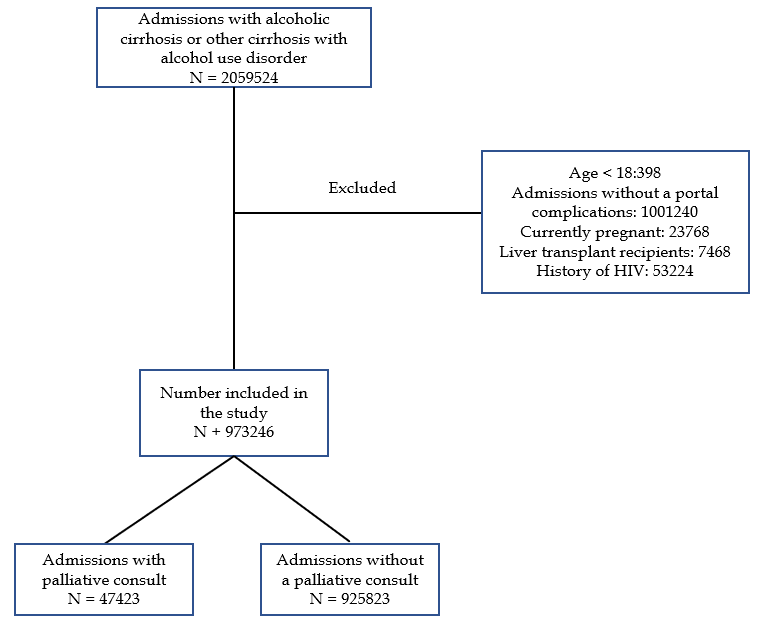 Admissions with alcoholic
cirrhosis or other cirrhosis with
alcohol use disorder
N = 2059524
Excluded
Age < 18:398
Admissions without a portal
complications: 1001240
Currently pregnant: 23768
Liver transplant recipients: 7468
History of HIV: 53224
Number included in
the study
N + 973246
Admissions with
palliative consult
N = 47423
Admissions without
a palliative consult
N = 925823